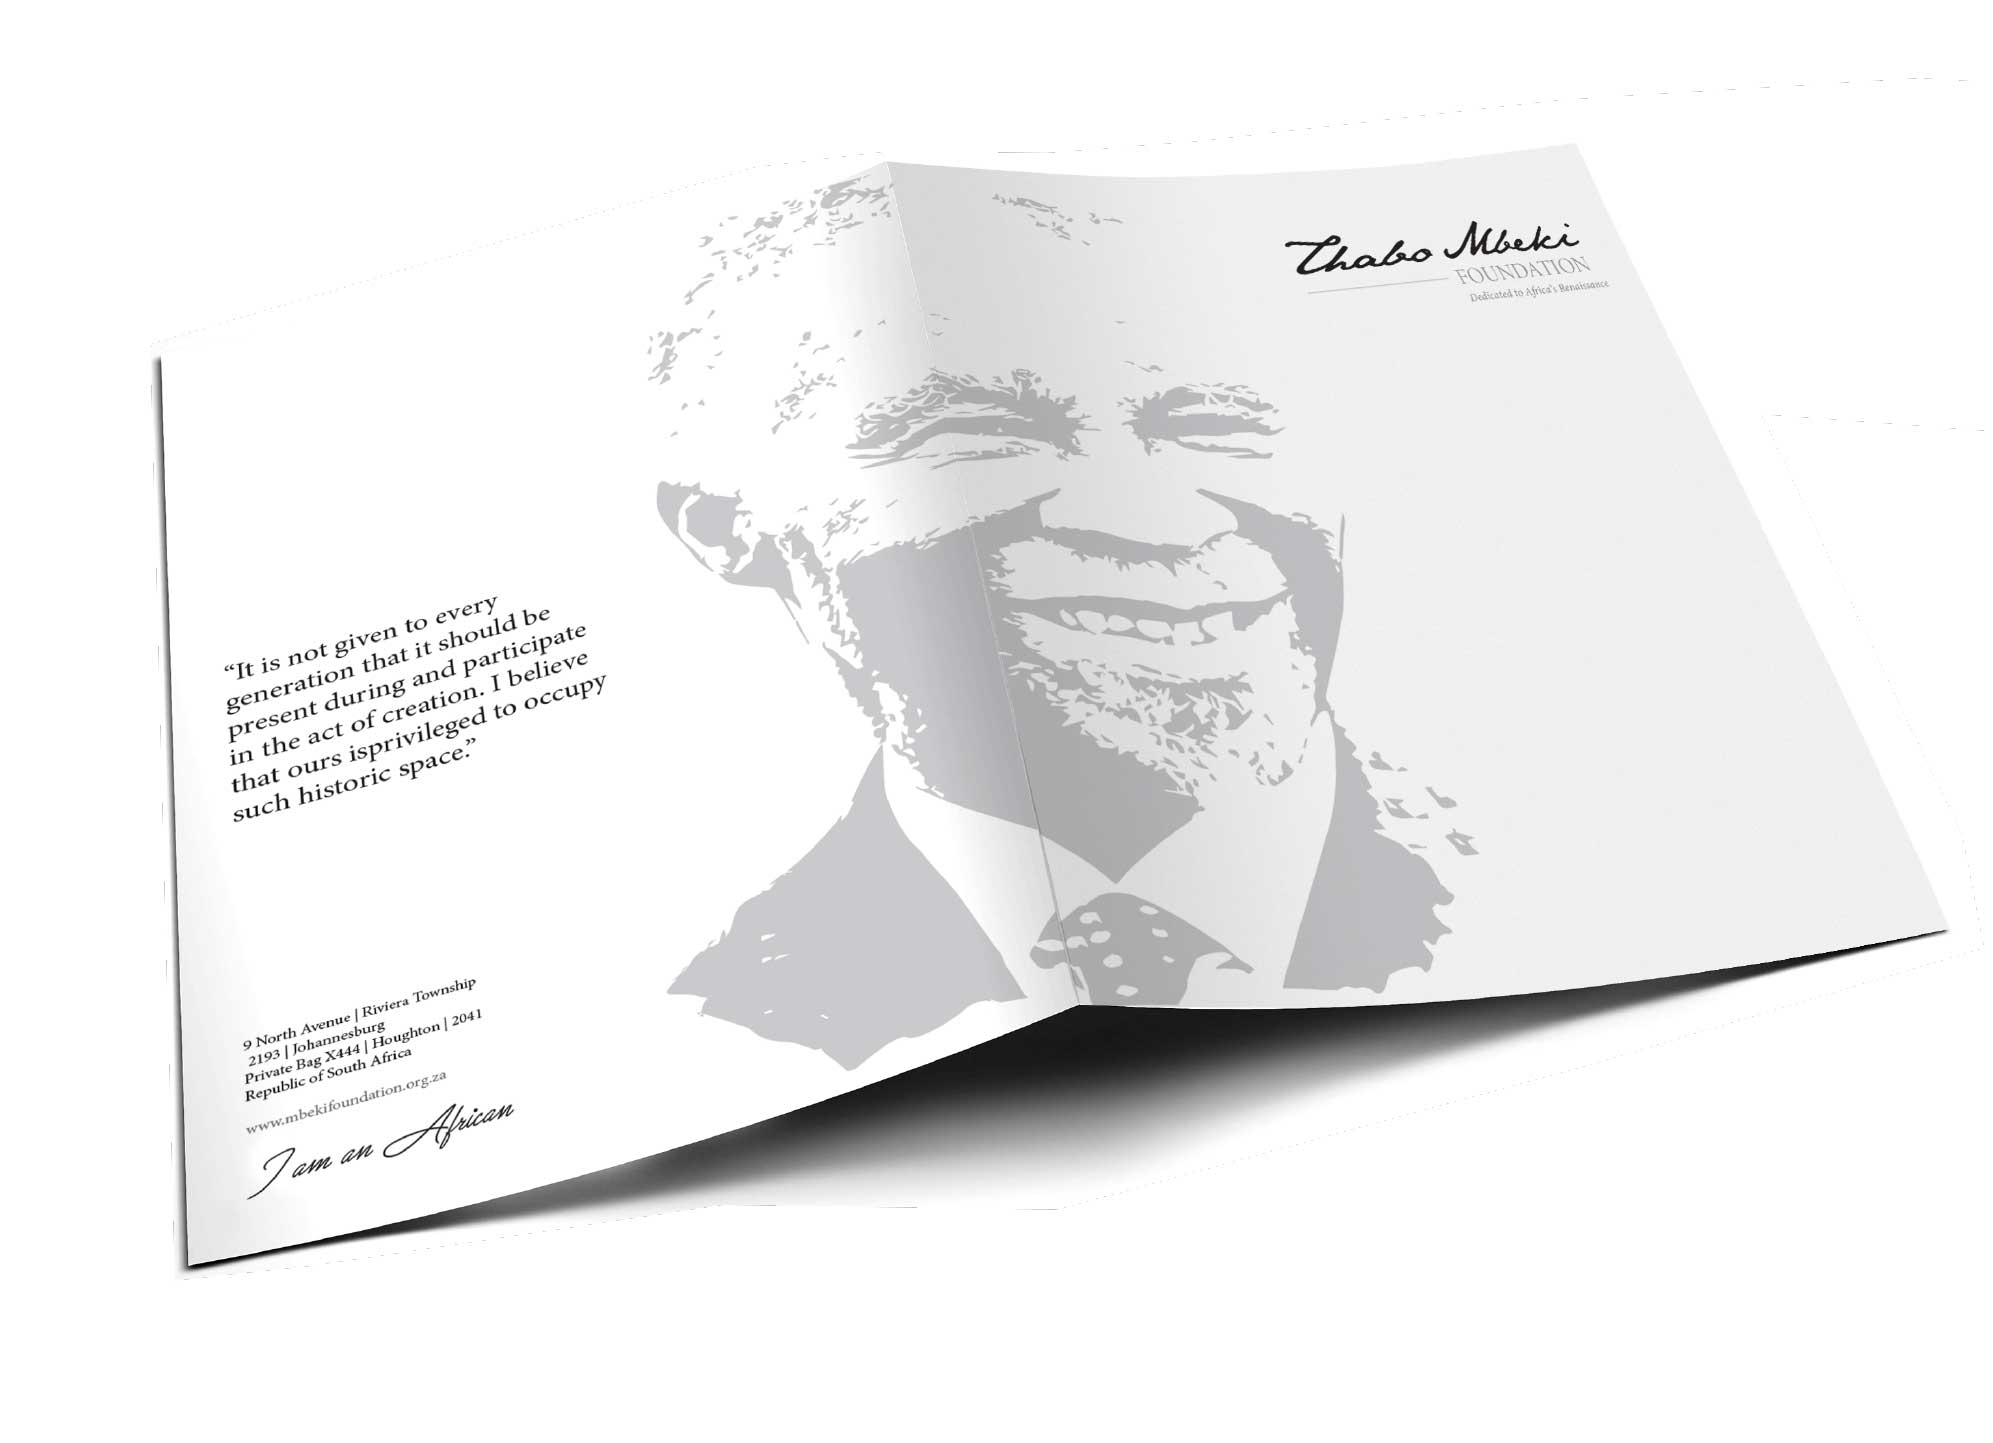 “It is not given to every
generation that it should be
present during and participate
in the act of creation. I believe
that ours isprivileged to occupy
such historic space.”
9 North Avenue | Riviera Township
2193 | Johannesburg
Private Bag X444 | Houghton | 2041
Republic of South Africa
www.mbekifoundation.org.za
I am an African
Thabo Mbeki
FOUNDATION
Dedicated to Africa's Renaissance